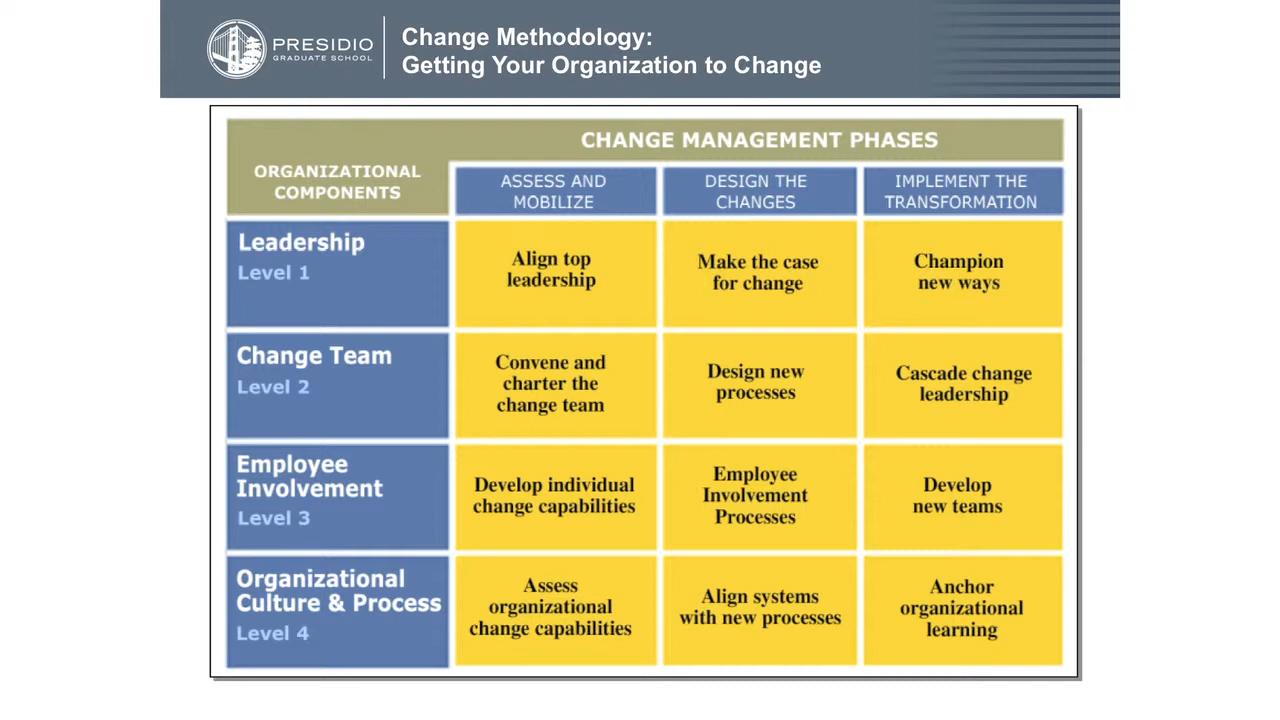 PRESIDIO
GRADUATE SCHOOL
Change Methodology:
Getting Your Organization to Change
CHANGE MANAGEMENT PHASES
ORGANIZATIONAL
COMPONENTS
ASSESS AND
MOBILIZE
DESIGN THE
CHANGES
IMPLEMENT THE
TRANSFORMATION
Leadership
Level 1
Align top
leadership
Make the case
for change
Champion
new ways
Change Team
Level 2
Convene and
charter the
change team
Design new
processes
Cascade change
leadership
Employee
Involvement
Level 3
Develop individual
change capabilities
Employee
Involvement
Processes
Develop
new teams
Organizational
Culture & Process
Level 4
Assess
organizational
change capabilities
Align systems
with new processes
Anchor
organizational
learning